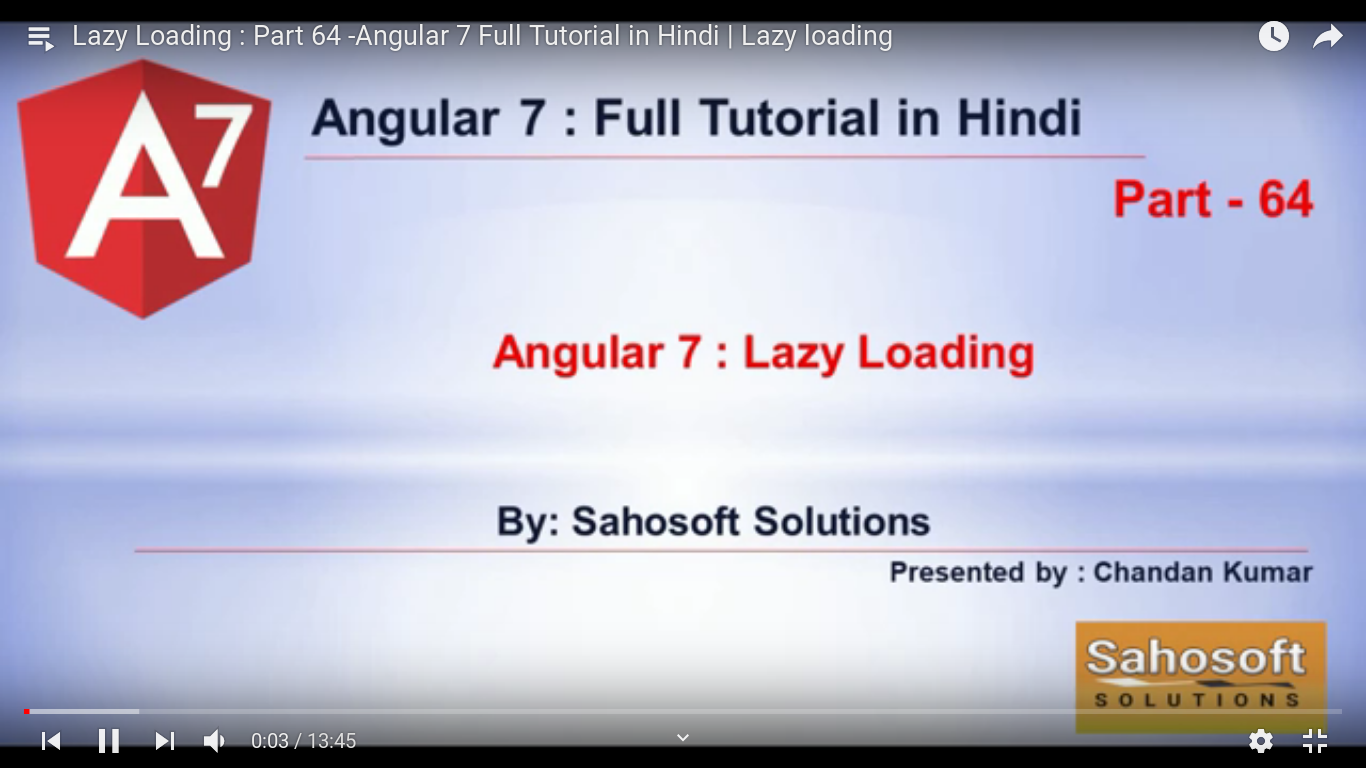 Lazy Loading : Part 64 -Angular 7 Full Tutorial in Hindi | Lazy loading
A7
Angular 7 : Full Tutorial in Hindi
Part - 64
Angular 7 : Lazy Loading
By: Sahosoft Solutions
Presented by : Chandan Kumar
Sahosoft
SOLUTIONS
0:03 / 13:45